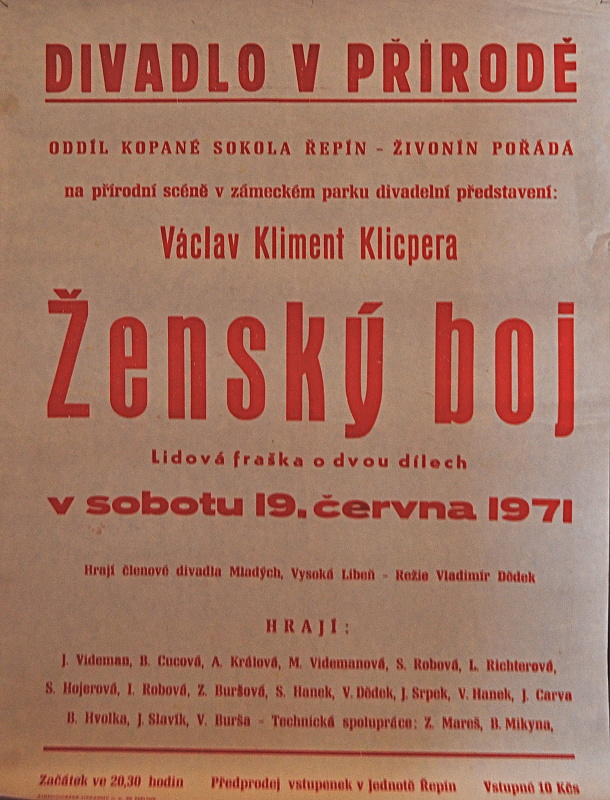 DIVADLO V PŘÍRODĚ
ODDÍL KOPANÉ SOKOLA ŘEPÍN - ŽIVONÍN POŘÁDÁ
na přírodní scéně v zámeckém parku divadelní představení:
Václav Kliment Klicpera
Ženský boj
Lidová fraška o dvou dílech
v sobotu 19. června 1971
Hrají členové divadla Mladých, Vysoká Libeň - Režie Vladimír Dědek
HRAJÍ:
J. Videman, B. Cucová, A. Králová, M. Videmanová, S. Robová, L. Richterová,
S. Hojerová, I. Robová, Z. Buršová, S. Hanek, V. Dědek, J. Srpek, V. Hanek, J. Carva
B. Hvolka, J. Slavík, V. Burša - Technická spolupráce: Z. Mareš, B. Mikyna,
Začátek ve 20,30 hodin Předprodej vstupenek v Jednotě Řepín Vstupné 10 Kčs